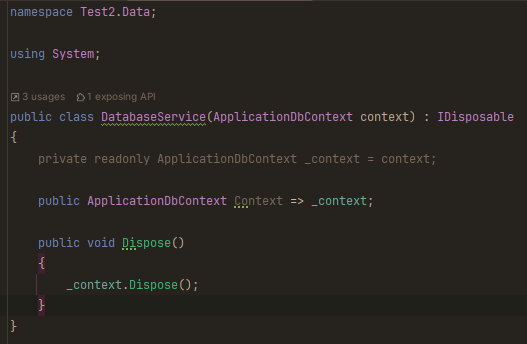 namespace Test2.Data;
using System;
3 usages 1 exposing API
public class DatabaseService(ApplicationDbContext context) : IDisposable
{
private readonly ApplicationDbContext _context = context;
public ApplicationDbContext Context => _context;
public void Dispose()
{
_context.Dispose();
}
}